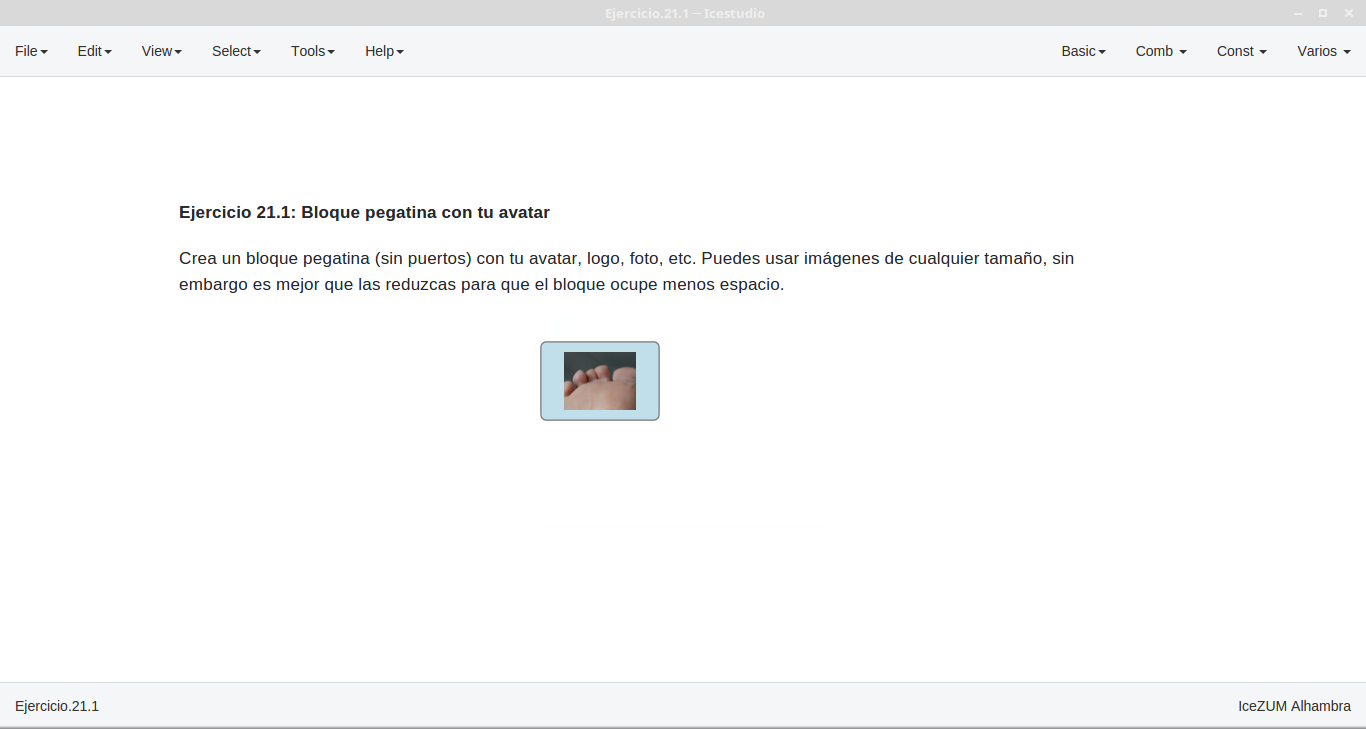 Ejercicio.21.1 – Icestudio
File Edit View Select Tools Help Basic Comb Const Varios
Ejercicio 21.1: Bloque pegatina con tu avatar
Crea un bloque pegatina (sin puertos) con tu avatar, logo, foto, etc. Puedes usar imágenes de cualquier tamaño, sin
embargo es mejor que las reduzcas para que el bloque ocupe menos espacio.
Ejercicio.21.1 IceZUM Alhambra